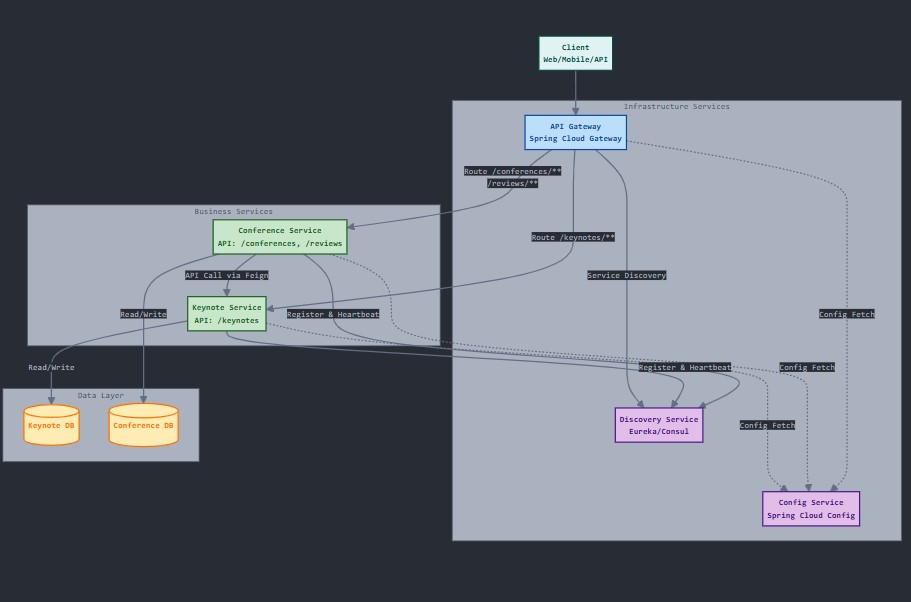 Client
Web/Mobile/API
Infrastructure Services
API Gateway
Spring Cloud Gateway
Route /conferences/**
/reviews/**
Business Services
Conference Service
API: /conferences, /reviews
Route /keynotes/**
API Call via Feign
Service Discovery
Keynote Service
API: /keynotes
Read/Write
Register & Heartbeat
Config Fetch
Read/Write
Register & Heartbeat
Config Fetch
Data Layer
Keynote DB
Conference DB
Discovery Service
Eureka/Consul
Config Fetch
Config Service
Spring Cloud Config